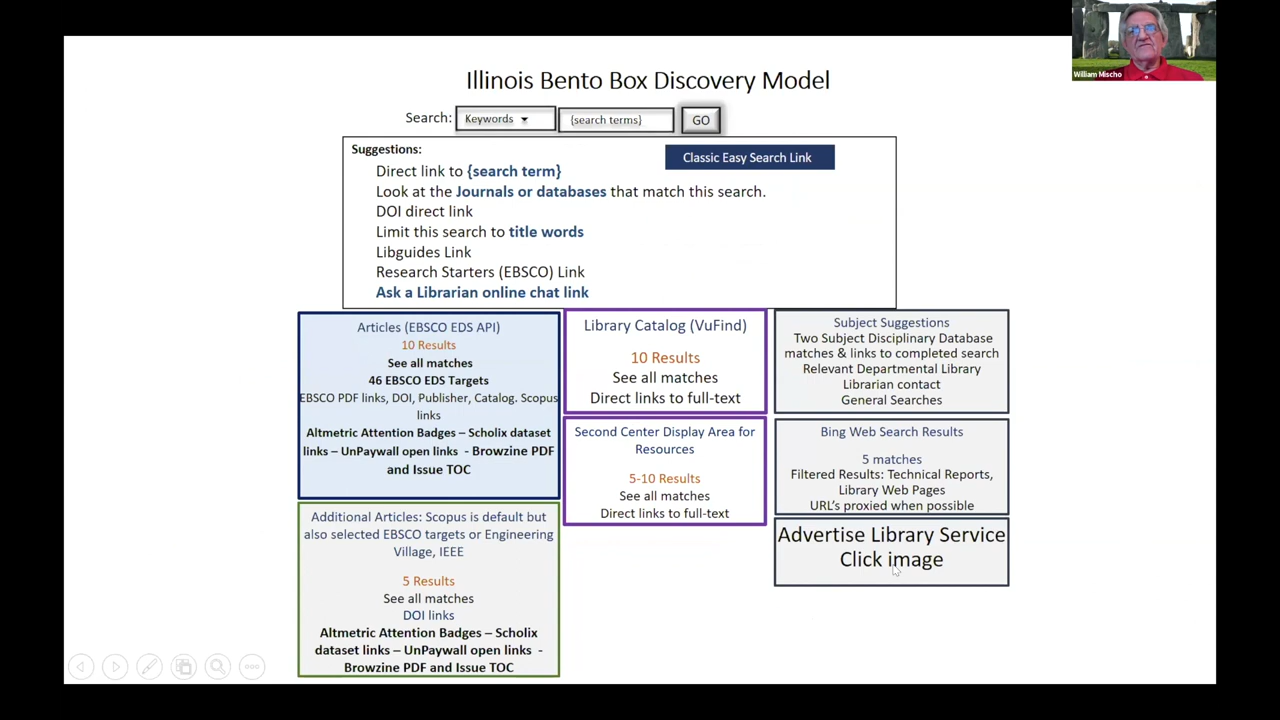 William Mischo
Illinois Bento Box Discovery Model
Search: Keywords {search terms} GO
Suggestions:
Classic Easy Search Link
Direct link to {search term}
Look at the Journals or databases that match this search.
DOI direct link
Limit this search to title words
Libguides Link
Research Starters (EBSCO) Link
Ask a Librarian online chat link
Articles (EBSCO EDS API)
10 Results
See all matches
46 EBSCO EDS Targets
EBSCO PDF links, DOI, Publisher, Catalog. Scopus
links
Altmetric Attention Badges – Scholix dataset
links – UnPaywall open links - Browzine PDF
and Issue TOC
Additional Articles: Scopus is default but
also selected EBSCO targets or Engineering
Village, IEEE
5 Results
See all matches
DOI links
Altmetric Attention Badges – Scholix
dataset links – UnPaywall open links -
Browzine PDF and Issue TOC
Library Catalog (VuFind)
10 Results
See all matches
Direct links to full-text
Second Center Display Area for
Resources
5-10 Results
See all matches
Direct links to full-text
Subject Suggestions
Two Subject Disciplinary Database
matches & links to completed search
Relevant Departmental Library
Librarian contact
General Searches
Bing Web Search Results
5 matches
Filtered Results: Technical Reports,
Library Web Pages
URL's proxied when possible
Advertise Library Service
Click image